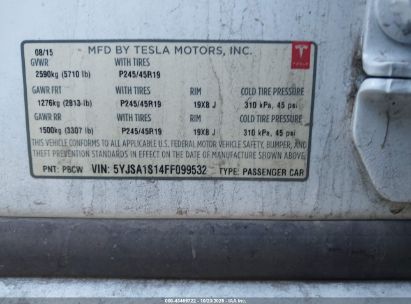 08/15 MFD BY TESLA MOTORS, INC.
GVWR WITH TIRES
2590kg (5710 lb) P245/45R19
TESLA
GAWR FRT WITH TIRES RIM COLD TIRE PRESSURE
1276kg (2813 lb) P245/45R19 19X8 J 310 kPa, 45 psi
GAWR RR WITH TIRES RIM COLD TIRE PRESSURE
1500kg (3307 lb) P245/45R19 19X8 J 310 kPa, 45 psi
THIS VEHICLE CONFORMS TO ALL APPLICABLE U.S. FEDERAL MOTOR VEHICLE SAFETY, BUMPER, AND
THEFT PREVENTION STANDARDS IN EFFECT ON THE DATE OF MANUFACTURE SHOWN ABOVE.
PNT: PBCW VIN: 5YJSA1S14FF099532 TYPE: PASSENGER CAR